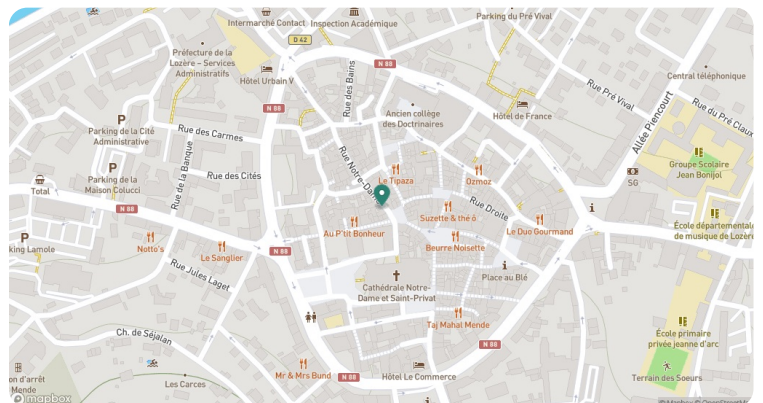 Intermarché Contact
Inspection Académique
Parking du Pré Vival
D 42
Préfecture de la
Lozère – Services
Administratifs
N 88
Hôtel Urbain V
Rue des Bains
Central téléphonique
Rue Pré Vival
Rue du Pré Claux
Allée Piencourt
Ancien collège
des Doctrinaires
Hôtel de France
N 88
Parking de la Cité
Administrative
Rue des Carmes
Rue de la Banque
Rue des Cités
Rue Notre-Dame
Groupe Scolaire
Jean Bonijol
Parking de la
Maison Colucci
Le Tipaza
Ozmoz
SG
Total
N 88
Rue Droite
Suzette & thé ô
Le Duo Gourmand
École départementale
de musique de Lozère
Au P'tit Bonheur
Beurre Noisette
king Lamole
Notto's
Le Sanglier
N 88
Place au Blé
Rue Jules Laget
Cathédrale Notre-
Dame et Saint-Privat
Taj Mahal Mende
École primaire
privée jeanne d'arc
Ch. de Séjalan
N 88
Mr & Mrs Bund
N 88
Hôtel Le Commerce
Terrain des Soeurs
on d'arrêt
Mende
Les Carces
mapbox